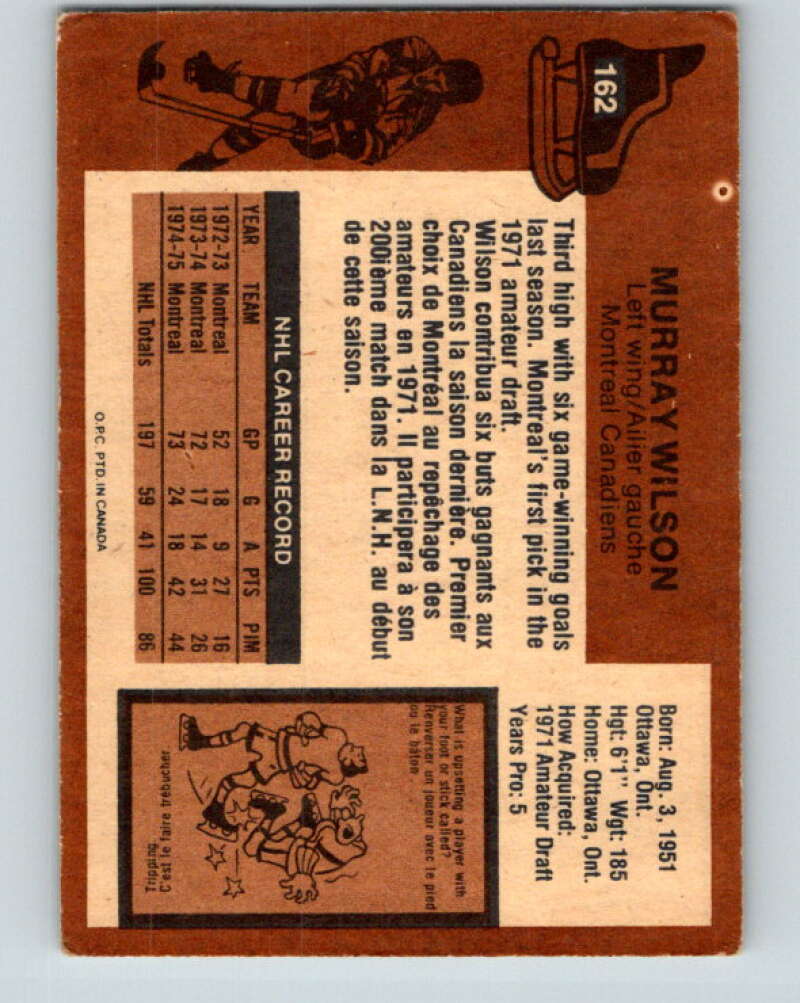 162
MURRAY WILSON
Left wing/Ailier gauche
Montreal Canadiens
Born: Aug. 3, 1951
Ottawa, Ont.
Hgt: 6'1" Wgt: 185
Home: Ottawa, Ont.
How Acquired:
1971 Amateur Draft
Years Pro: 5
Third high with six game-winning goals
last season. Montreal's first pick in the
1971 amateur draft.
Wilson contribua six buts gagnants aux
Canadiens la saison dernière. Premier
choix de Montréal au repêchage des
amateurs en 1971. Il participera à son
200ième match dans la L.N.H. au début
de cette saison.
NHL CAREER RECORD
YEAR TEAM GP G A PTS PIM
1972-73 Montreal 52 18 9 27 16
1973-74 Montreal 72 17 14 31 26
1974-75 Montreal 73 24 18 42 44
NHL Totals 197 59 41 100 86
What is upsetting a player with
your foot or stick called?
Renverser un joueur avec le pied
ou le bâton
Tripping.
C'est le faire trébucher
O.P.C. PTD. IN CANADA